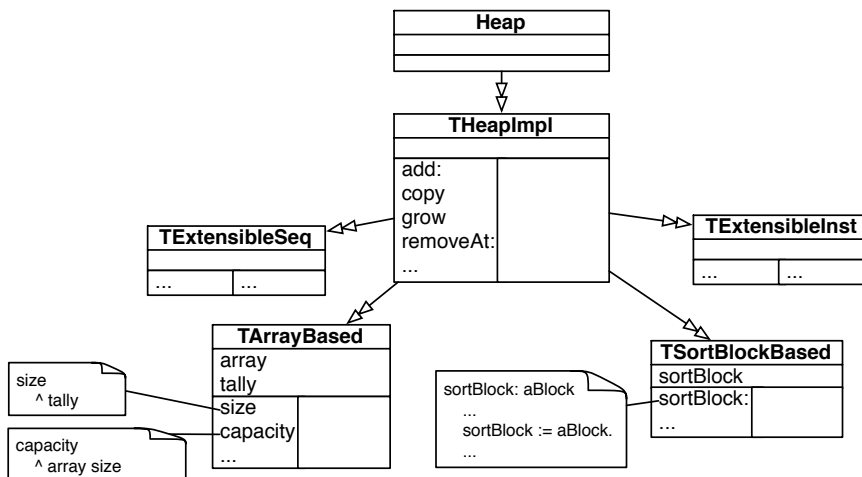 Heap
THeapImpl
add:
copy
grow
removeAt:
...
TExtensibleSeq
... ...
TExtensibleInst
... ...
TArrayBased
array
tally
size
capacity
...
TSortBlockBased
sortBlock
sortBlock:
...
size
^ tally
capacity
^ array size
sortBlock: aBlock
...
sortBlock := aBlock.
...